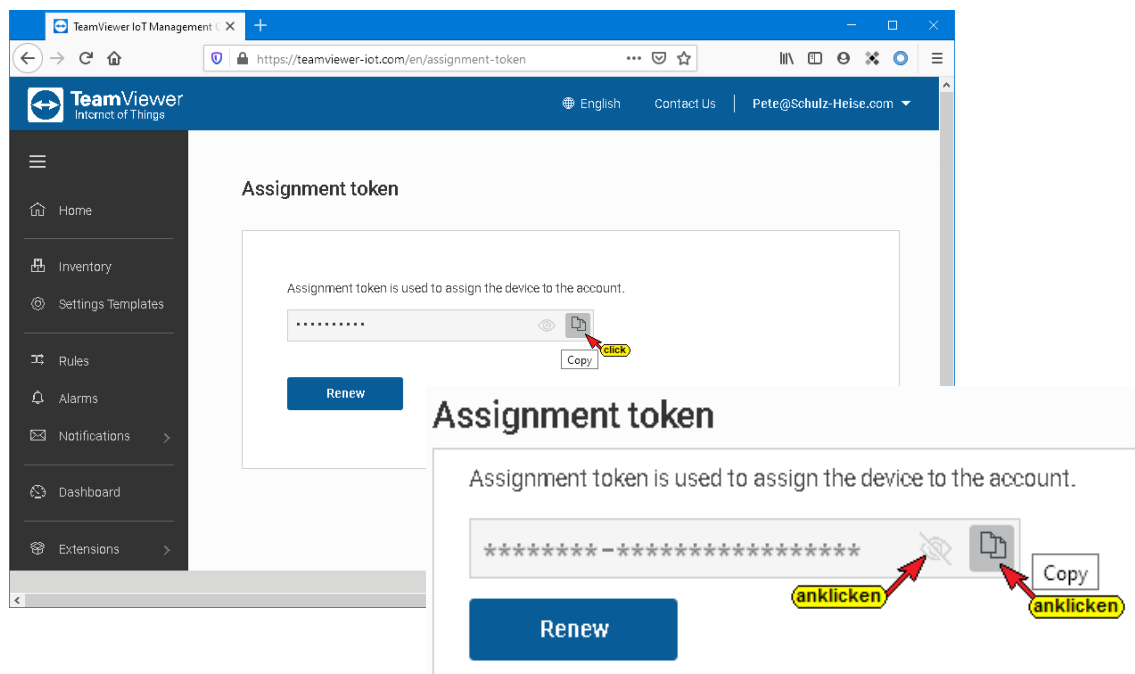 TeamViewer IoT Management C
https://teamviewer-iot.com/en/assignment-token
TeamViewer
Internet of Things
English
Contact Us
Pete@Schulz-Heise.com
Home
Inventory
Settings Templates
Rules
Alarms
Notifications
Dashboard
Extensions
Assignment token
Assignment token is used to assign the device to the account.
••••••••••
click
Copy
Renew
Assignment token
Assignment token is used to assign the device to the account.
********-*****************
anklicken
Copy
anklicken
Renew